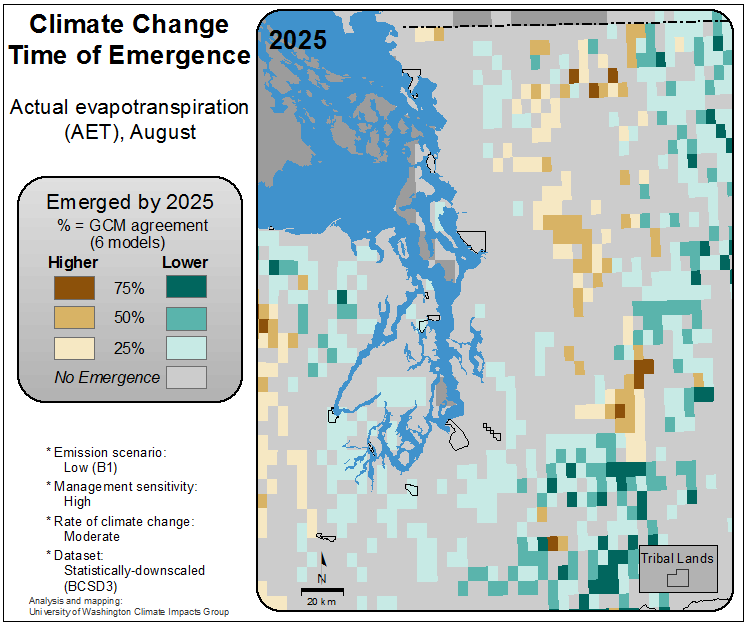 Climate Change
Time of Emergence
Actual evapotranspiration
(AET), August
Emerged by 2025
% = GCM agreement
(6 models)
Higher Lower
75%
50%
25%
No Emergence
* Emission scenario:
Low (B1)
* Management sensitivity:
High
* Rate of climate change:
Moderate
* Dataset:
Statistically-downscaled
(BCSD3)
Analysis and mapping:
University of Washington Climate Impacts Group
2025
N
20 km
Tribal Lands